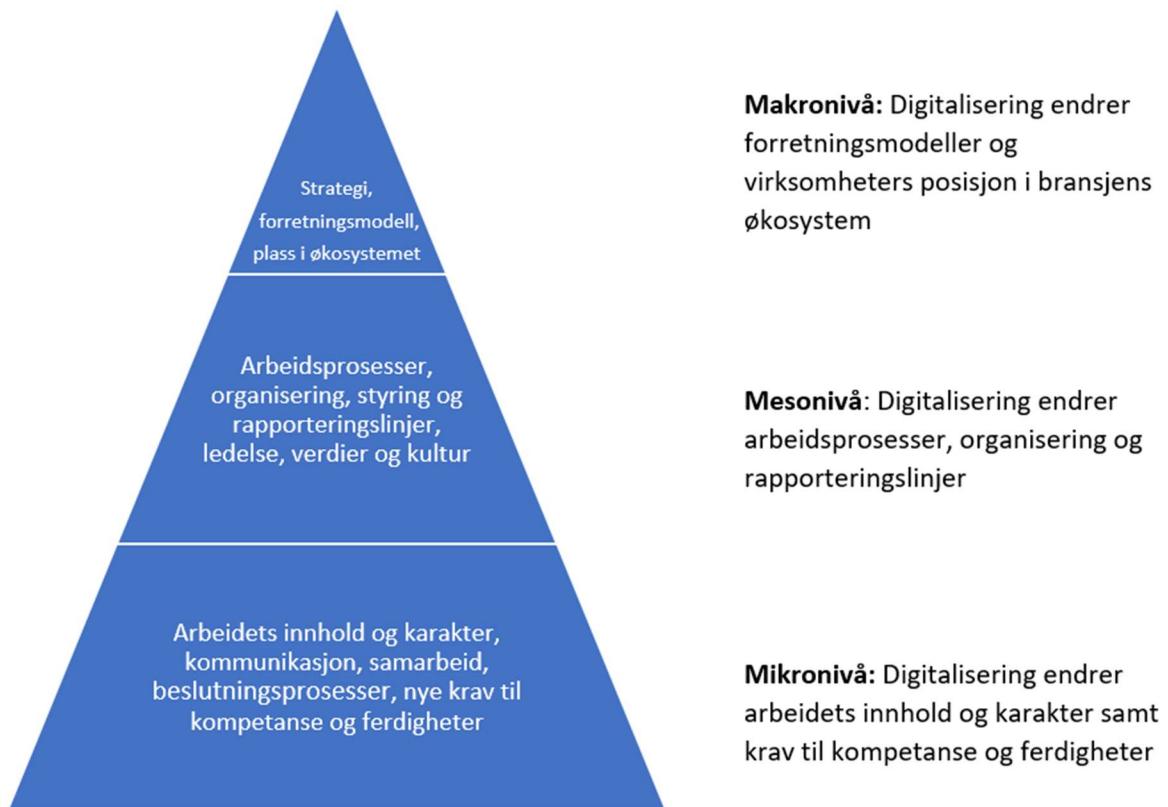 Strategi,
forretningsmodell,
plass i økosystemet
Makronivå: Digitalisering endrer
forretningsmodeller og
virksomheters posisjon i bransjens
økosystem
Arbeidsprosesser,
organisering, styring og
rapporteringslinjer,
ledelse, verdier og kultur
Mesonivå: Digitalisering endrer
arbeidsprosesser, organisering og
rapporteringslinjer
Arbeidets innhold og karakter,
kommunikasjon, samarbeid,
beslutningsprosesser, nye krav til
kompetanse og ferdigheter
Mikronivå: Digitalisering endrer
arbeidets innhold og karakter samt
krav til kompetanse og ferdigheter